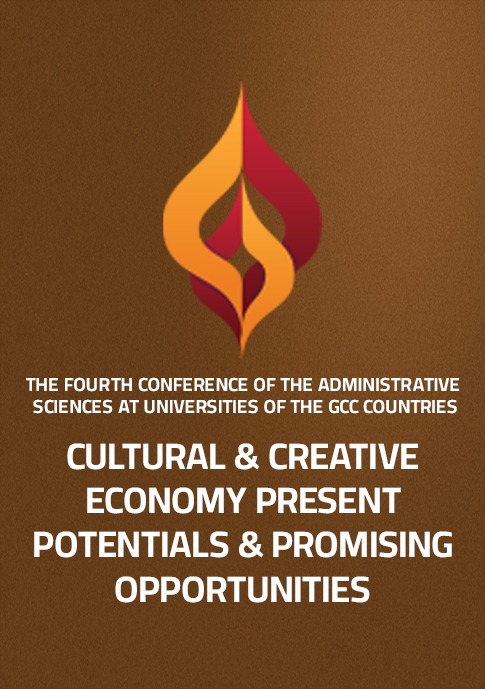 THE FOURTH CONFERENCE OF THE ADMINISTRATIVE
SCIENCES AT UNIVERSITIES OF THE GCC COUNTRIES
CULTURAL & CREATIVE
ECONOMY PRESENT
POTENTIALS & PROMISING
OPPORTUNITIES